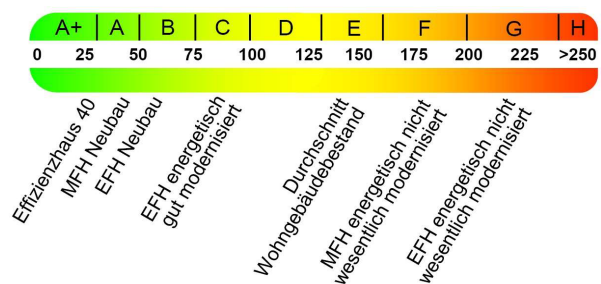 A+ A B C D E F G H
0 25 50 75 100 125 150 175 200 225 >250
Effizienzhaus 40
MFH Neubau
EFH Neubau
EFH energetisch
gut modernisiert
Durchschnitt
Wohngebäudebestand
MFH energetisch nicht
wesentlich modernisiert
EFH energetisch nicht
wesentlich modernisiert